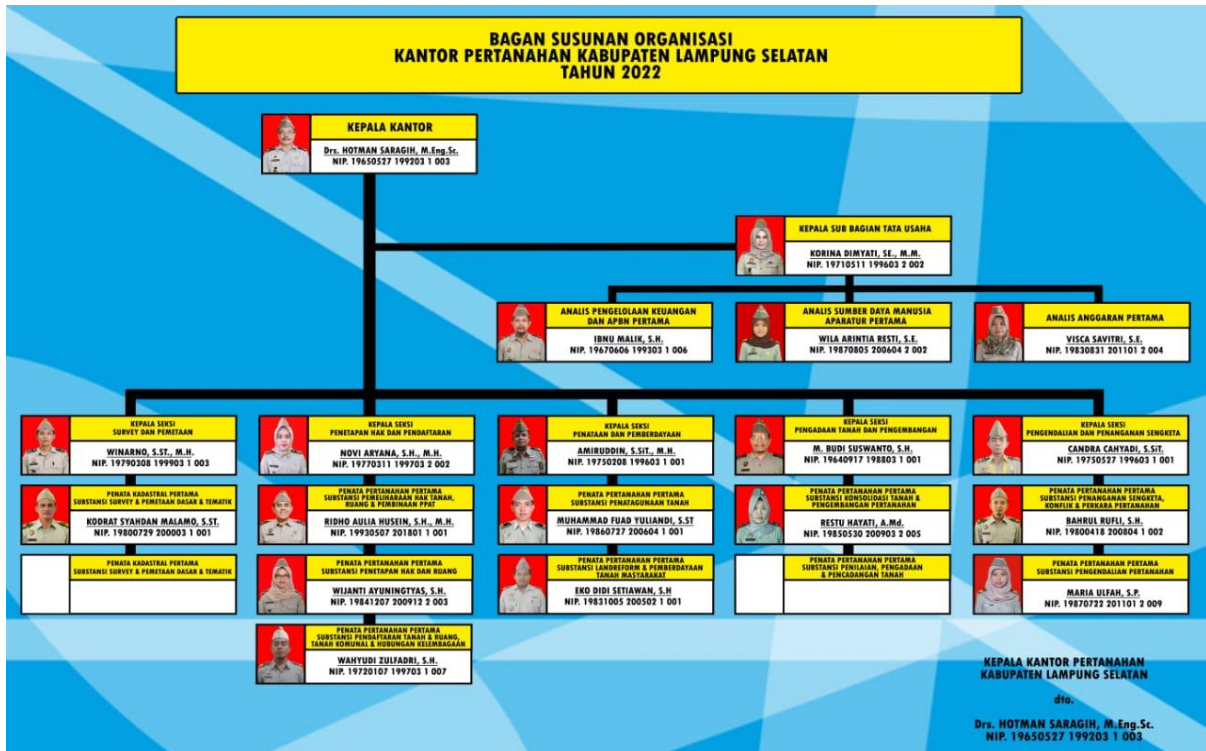 BAGAN SUSUNAN ORGANISASI
KANTOR PERTANAHAN KABUPATEN LAMPUNG SELATAN
TAHUN 2022
KEPALA KANTOR
Drs. HOTMAN SARAGIH, M.Eng.Sc.
NIP. 19650527 199203 1 003
KEPALA SUB BAGIAN TATA USAHA
KORINA DIMYATI, SE., M.M.
NIP. 19710511 199603 2 002
ANALIS PENGELOLAAN KEUANGAN
DAN APBN PERTAMA
IBNU MALIK, S.H.
NIP. 19670606 199303 1 006
ANALIS SUMBER DAYA MANUSIA
APARATUR PERTAMA
WILA ARINTIA RESTI, S.E.
NIP. 19870805 200604 2 002
ANALIS ANGGARAN PERTAMA
VISCA SAVITRI, S.E.
NIP. 19830831 201101 2 004
KEPALA SEKSI
SURVEY DAN PEMETAAN
WINARNO, S.ST., M.H.
NIP. 19790308 199903 1 003
KEPALA SEKSI
PENETAPAN HAK DAN PENDAFTARAN
NOVI ARYANA, S.H., M.H.
NIP. 19770311 199703 2 002
KEPALA SEKSI
PENATAAN DAN PEMBERDAYAAN
AMIRUDDIN, S.SiT., M.H.
NIP. 19750208 199603 1 001
KEPALA SEKSI
PENGADAAN TANAH DAN PENGEMBANGAN
M. BUDI SUSWANTO, S.H.
NIP. 19640917 198803 1 001
KEPALA SEKSI
PENGENDALIAN DAN PENANGANAN SENGKETA
CANDRA CAHYADI, S.SiT.
NIP. 19750527 199603 1 001
PENATA KADASTRAL PERTAMA
SUBSTANSI SURVEY & PEMETAAN DASAR & TEMATIK
KODRAT SYAHDAN MALAMO, S.ST.
NIP. 19800729 200003 1 001
PENATA PERTANAHAN PERTAMA
SUBSTANSI PEMELIHARAAN HAK TANAH,
RUANG & PEMBINAAN PPAT
RIDHO AULIA HUSEIN, S.H., M.H.
NIP. 19930507 201801 1 001
PENATA PERTANAHAN PERTAMA
SUBSTANSI PENATAGUNAAN TANAH
MUHAMMAD FUAD YULIANDI, S.ST
NIP. 19860727 200604 1 001
PENATA PERTANAHAN PERTAMA
SUBSTANSI KONSOLIDASI TANAH &
PENGEMBANGAN PERTANAHAN
RESTU HAYATI, A.Md.
NIP. 19850530 200903 2 005
PENATA PERTANAHAN PERTAMA
SUBSTANSI PENANGANAN SENGKETA,
KONFLIK & PERKARA PERTANAHAN
BAHRUL RUFLI, S.H.
NIP. 19800418 200804 1 002
PENATA KADASTRAL PERTAMA
SUBSTANSI SURVEY & PEMETAAN DASAR & TEMATIK
PENATA PERTANAHAN PERTAMA
SUBSTANSI PENETAPAN HAK DAN RUANG
WIJANTI AYUNINGTYAS, S.H.
NIP. 19841207 200912 2 003
PENATA PERTANAHAN PERTAMA
SUBSTANSI LANDREFORM & PEMBERDAYAAN
TANAH MASYARAKAT
EKO DIDI SETIAWAN, S.H
NIP. 19831005 200502 1 001
PENATA PERTANAHAN PERTAMA
SUBSTANSI PENILAIAN, PENGADAAN
& PENCADANGAN TANAH
PENATA PERTANAHAN PERTAMA
SUBSTANSI PENGENDALIAN PERTANAHAN
MARIA ULFAH, S.P.
NIP. 19870722 201101 2 009
PENATA PERTANAHAN PERTAMA
SUBSTANSI PENDAFTARAN TANAH & RUANG,
TANAH KOMUNAL & HUBUNGAN KELEMBAGAAN
WAHYUDI ZULFADRI, S.H.
NIP. 19720107 199703 1 007
KEPALA KANTOR PERTANAHAN
KABUPATEN LAMPUNG SELATAN
dto.
Drs. HOTMAN SARAGIH, M.Eng.Sc.
NIP. 19650527 199203 1 003